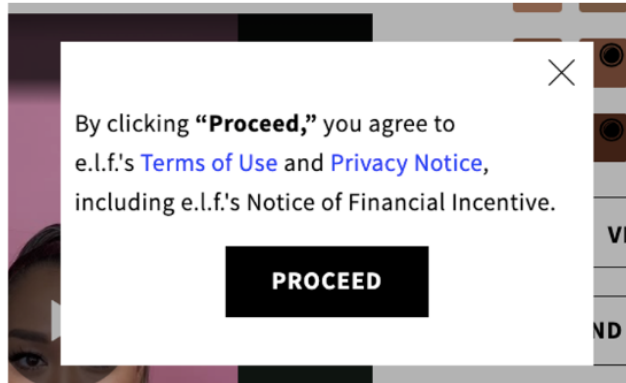 By clicking “Proceed,” you agree to
e.l.f.'s Terms of Use and Privacy Notice,
including e.l.f.'s Notice of Financial Incentive.
PROCEED